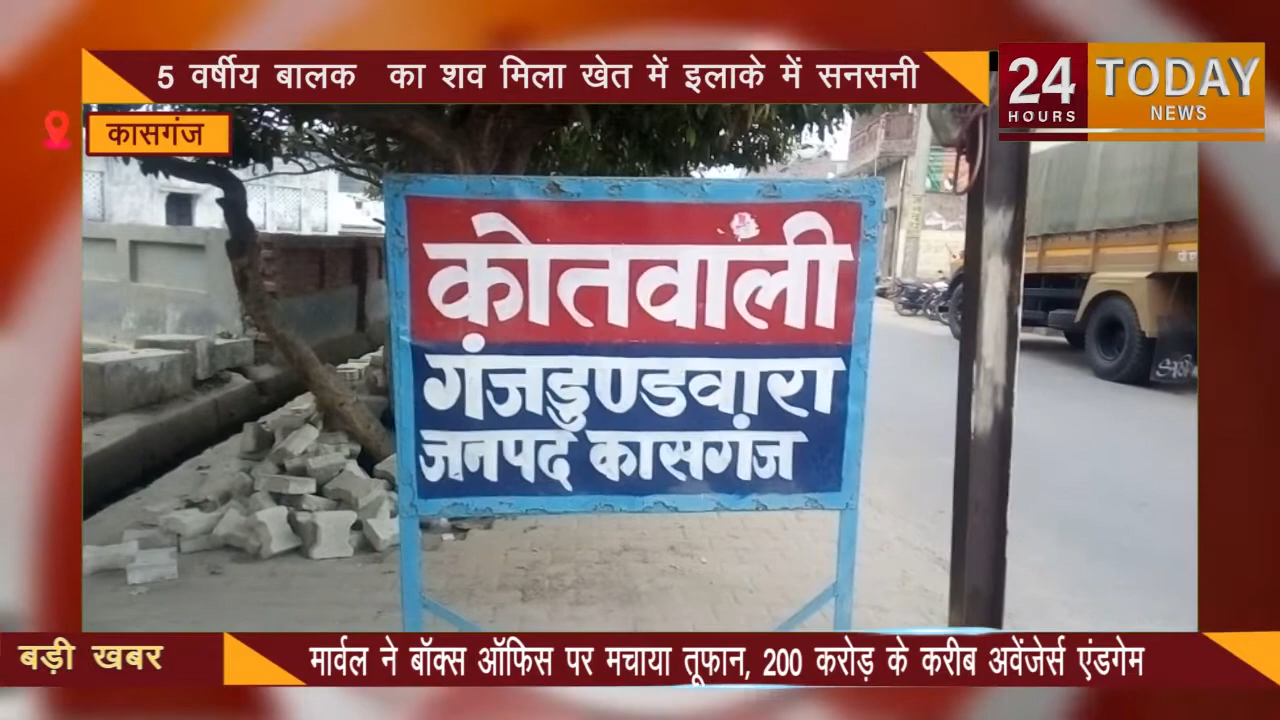 5 वर्षीय बालक का शव मिला खेत में इलाके में सनसनी
24 HOURS
TODAY NEWS
कासगंज
कोतवाली
गंजडुण्डवारा
जनपद कासगंज
बड़ी खबर
मार्वल ने बॉक्स ऑफिस पर मचाया तूफान, 200 करोड़ के करीब अवेंजेर्स एंडगेम